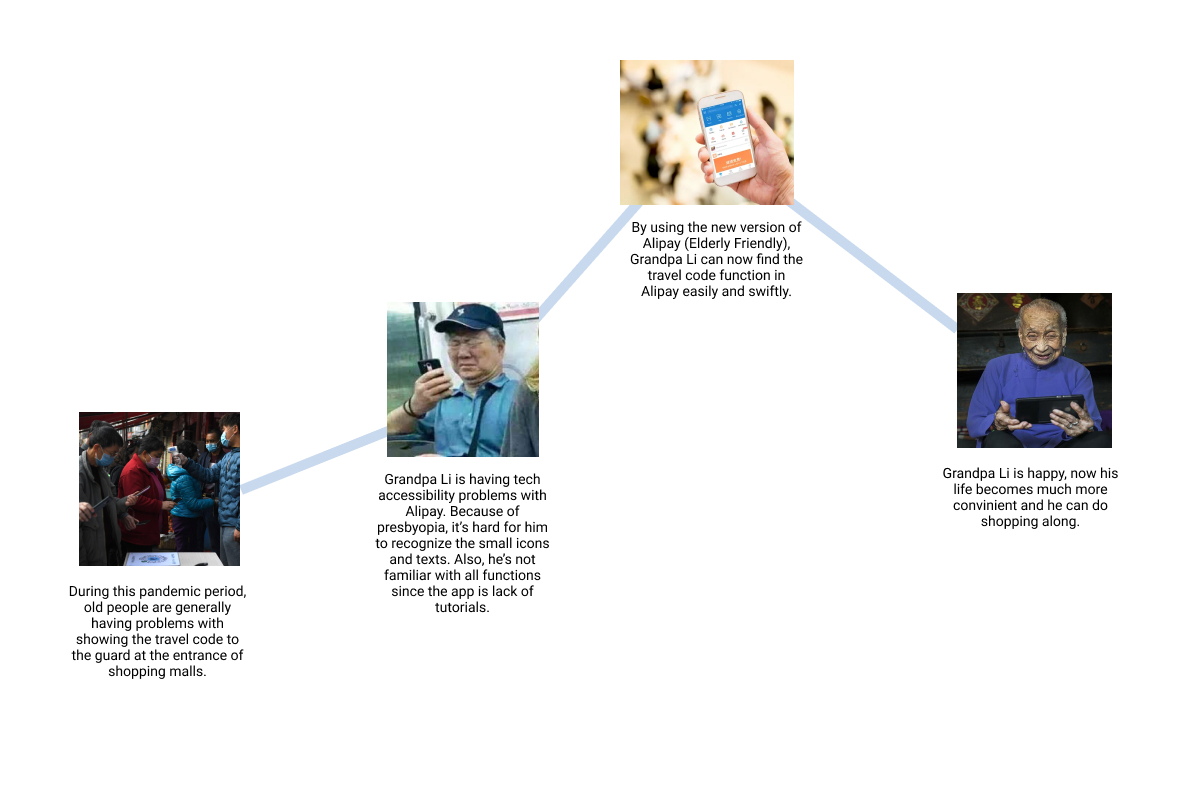 During this pandemic period,
old people are generally
having problems with
showing the travel code to
the guard at the entrance of
shopping malls.
Grandpa Li is having tech
accessibility problems with
Alipay. Because of
presbyopia, it's hard for him
to recognize the small icons
and texts. Also, he's not
familiar with all functions
since the app is lack of
tutorials.
By using the new version of
Alipay (Elderly Friendly),
Grandpa Li can now find the
travel code function in
Alipay easily and swiftly.
Grandpa Li is happy, now his
life becomes much more
convinient and he can do
shopping along.